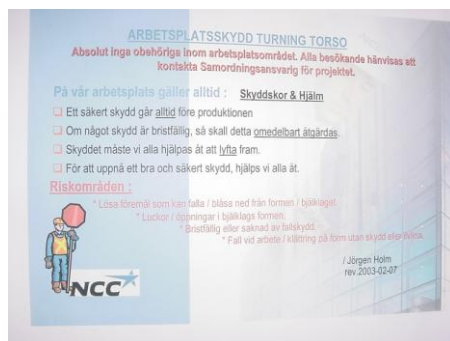 ARBETSPLATSSKYDD TURNING TORSO
Absolut inga obehöriga inom arbetsplatsområdet. Alla besökande hänvisas att
kontakta Samordningsansvarig för projektet.
På vår arbetsplats gäller alltid : Skyddskor & Hjälm
Ett säkert skydd går alltid före produktionen
Om något skydd är bristfällig, så skall detta omedelbart åtgärdas.
Skyddet måste vi alla hjälpas åt att lyfta fram.
För att uppnå ett bra och säkert skydd, hjälps vi alla åt.
Riskområden :
* Lösa föremål som kan falla / blåsa ned från formen / bjälklaget.
* Luckor / öppningar i bjälklags formen.
* Bristfällig eller saknad av fallskydd.
* Fall vid arbete / klättring på form utan skydd eller
/ Jörgen Holm
rev.2003-02-07
NCC